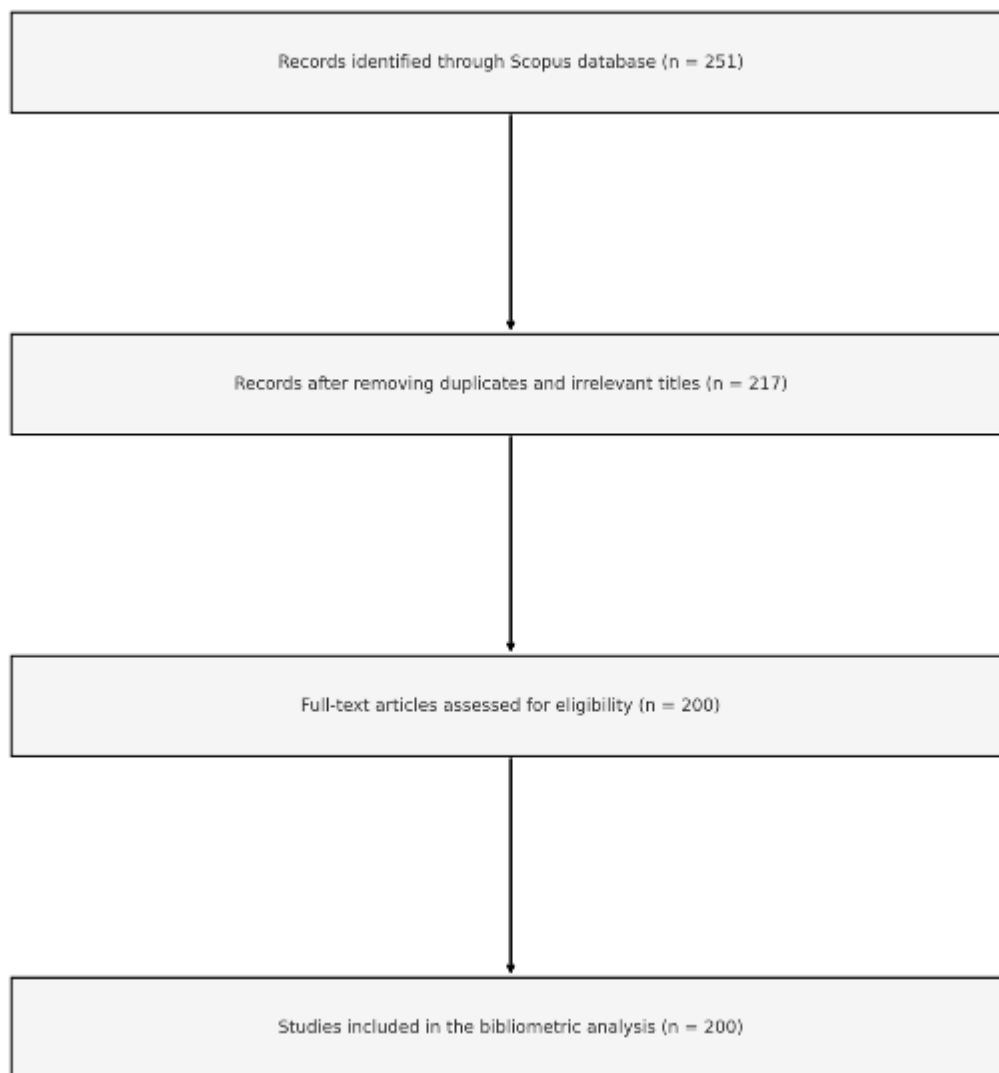 Records identified through Scopus database (n = 251)
Records after removing duplicates and irrelevant titles (n = 217)
Full-text articles assessed for eligibility (n = 200)
Studies included in the bibliometric analysis (n = 200)